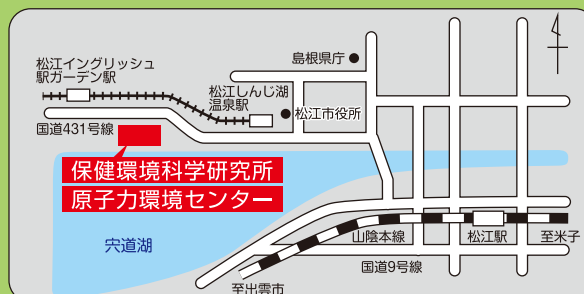 島根県庁
松江イングリッシュ
駅ガーデン駅
松江しんじ湖
温泉駅
松江市役所
国道431号線
保健環境科学研究所
原子力環境センター
宍道湖
山陰本線
松江駅
至米子
国道9号線
至出雲市